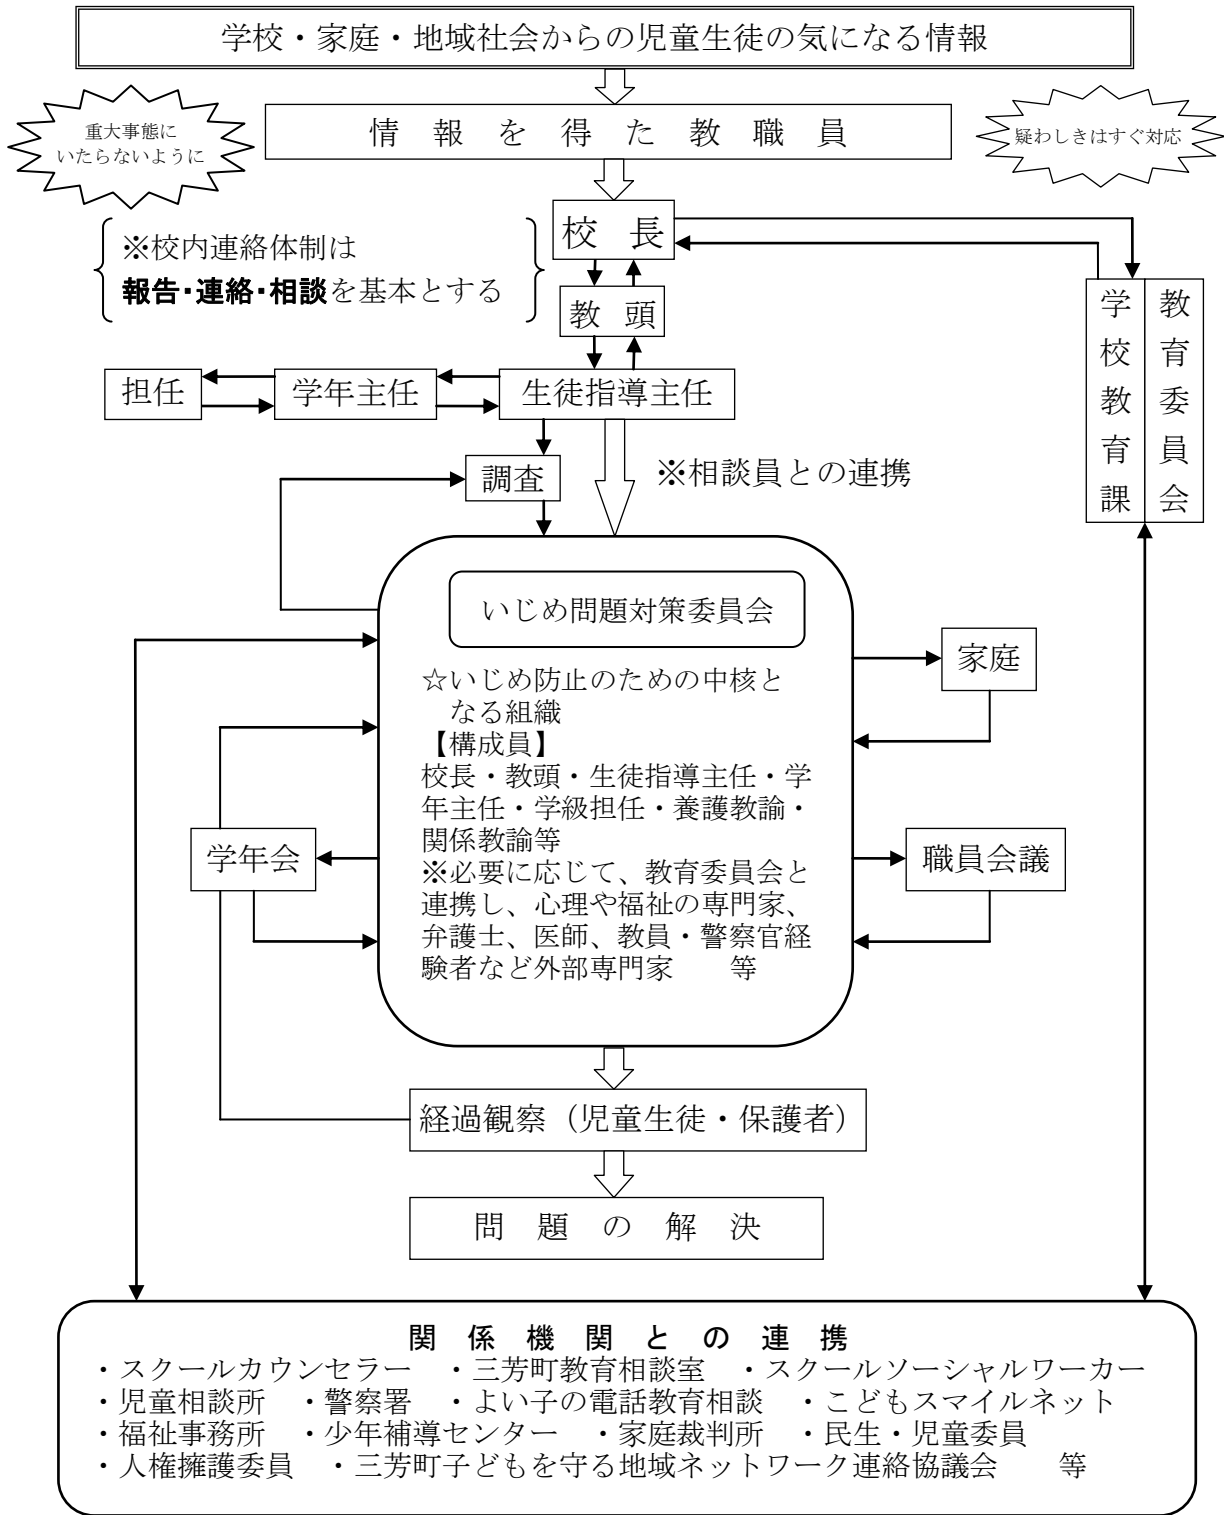 学校・家庭・地域社会からの児童生徒の気になる情報
重大事態に
いたらないように
情報を得た教職員
疑わしきはすぐ対応
校長
※校内連絡体制は
報告・連絡・相談を基本とする
教頭
学校教育課
教育委員会
担任
学年主任
生徒指導主任
調査
※相談員との連携
いじめ問題対策委員会
☆いじめ防止のための中核と
なる組織
【構成員】
校長・教頭・生徒指導主任・学
年主任・学級担任・養護教諭・
関係教諭等
※必要に応じて、教育委員会と
連携し、心理や福祉の専門家、
弁護士、医師、教員・警察官経
験者など外部専門家　　等
家庭
学年会
職員会議
経過観察（児童生徒・保護者）
問題の解決
関係機関との連携
・スクールカウンセラー　・三芳町教育相談室　・スクールソーシャルワーカー
・児童相談所　・警察署　・よい子の電話教育相談　・こどもスマイルネット
・福祉事務所　・少年補導センター　・家庭裁判所　・民生・児童委員
・人権擁護委員　・三芳町子どもを守る地域ネットワーク連絡協議会　　等